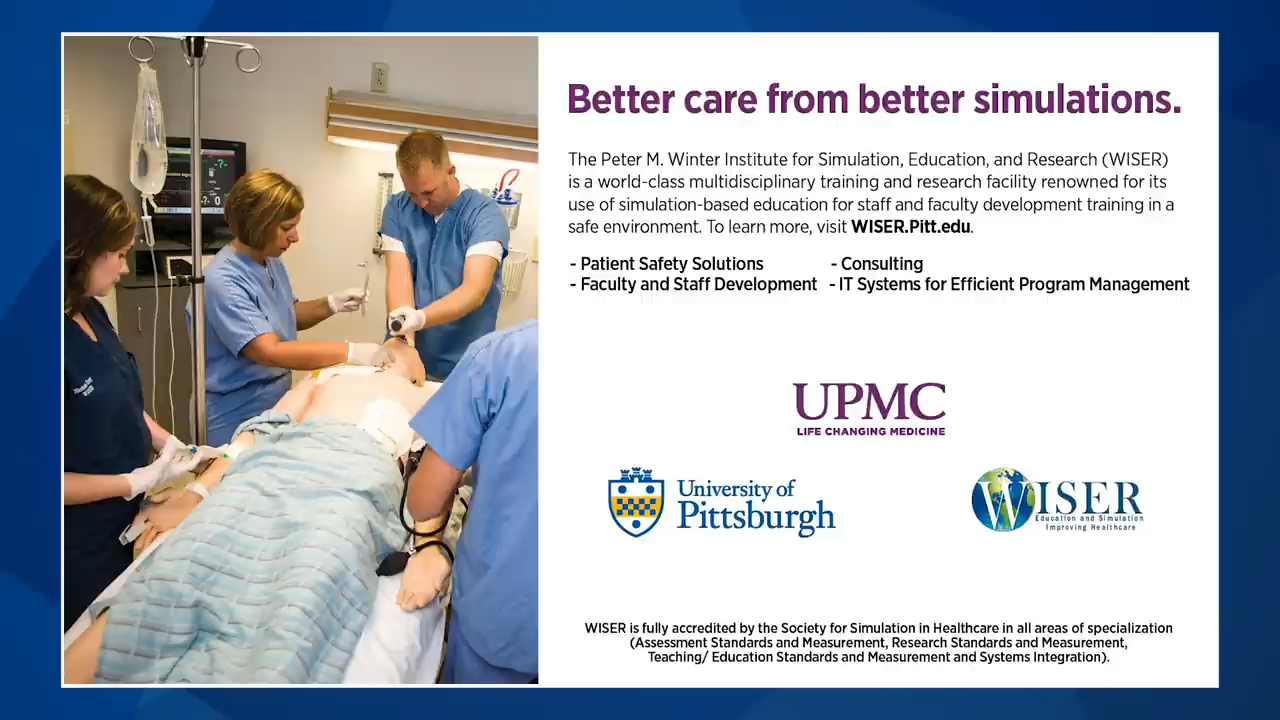 Better care from better simulations.
The Peter M. Winter Institute for Simulation, Education, and Research (WISER)
is a world-class multidisciplinary training and research facility renowned for its
use of simulation-based education for staff and faculty development training in a
safe environment. To learn more, visit WISER.Pitt.edu.
- Patient Safety Solutions - Consulting
- Faculty and Staff Development - IT Systems for Efficient Program Management
UPMC
LIFE CHANGING MEDICINE
University of
Pittsburgh
WISER
Education and Simulation
Improving Healthcare
WISER is fully accredited by the Society for Simulation in Healthcare in all areas of specialization
(Assessment Standards and Measurement, Research Standards and Measurement,
Teaching/ Education Standards and Measurement and Systems Integration).